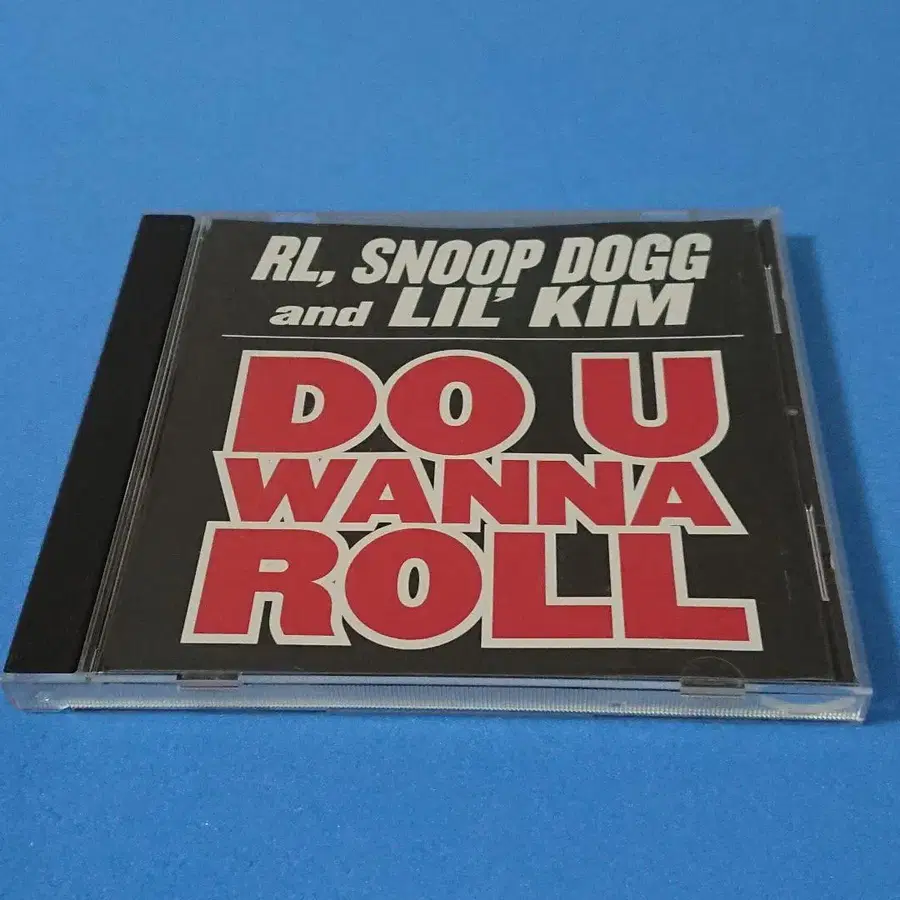 RL, SNOOP DOGG
and LIL' KIM
DO U
WANNA
ROLL